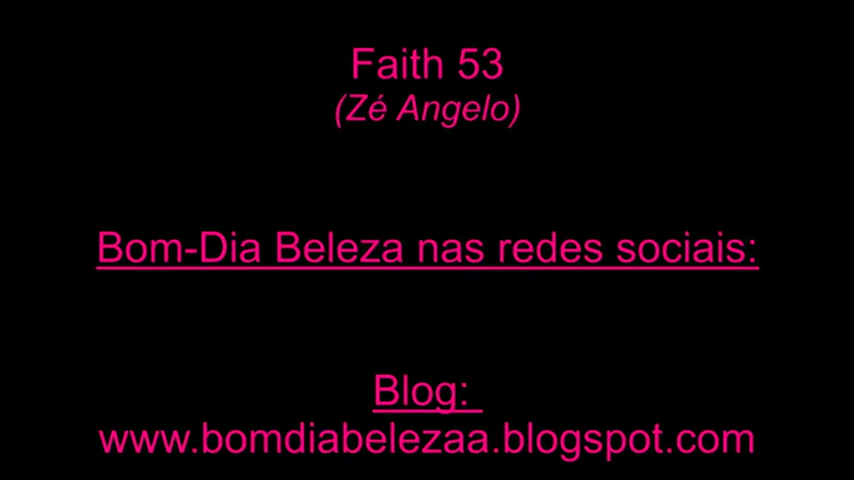 Faith 53
(Zé Angelo)
Bom-Dia Beleza nas redes sociais:
Blog:
www.bomdiabelezaa.blogspot.com